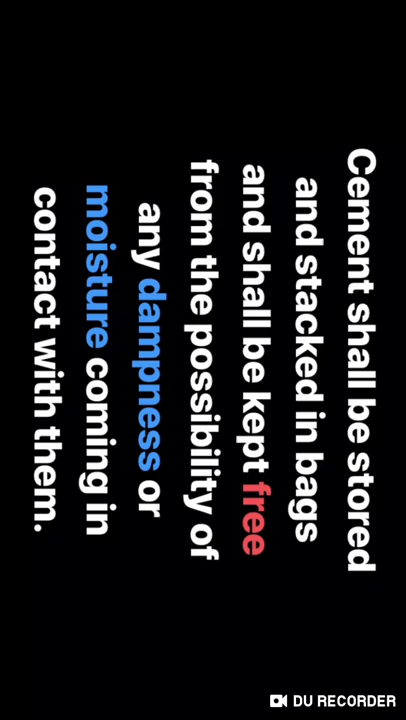 Cement shall be stored
and stacked in bags
and shall be kept free
from the possibility of
any dampness or
moisture coming in
contact with them.
DU RECORDER